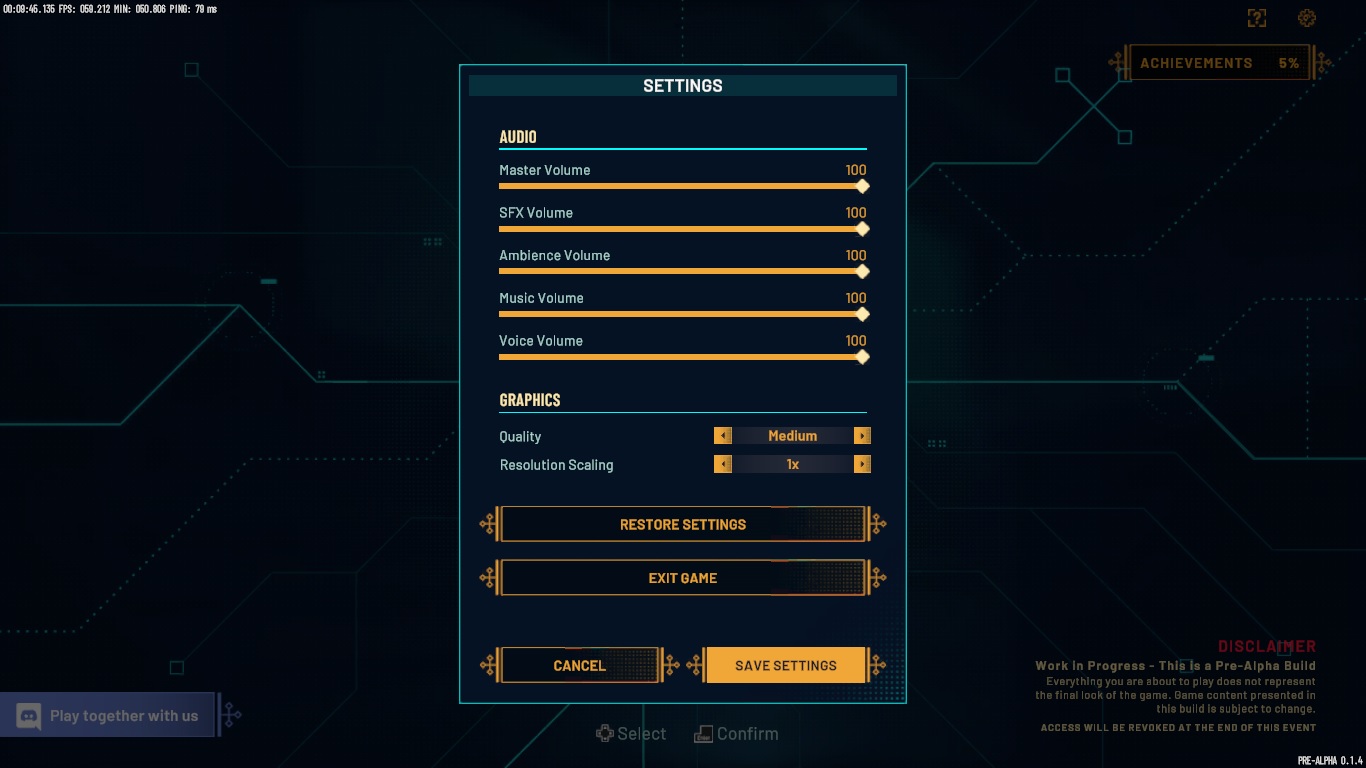 00:09:45.135 FPS: 059.212 MIN: 050.806 PING: 79 ms
ACHIEVEMENTS 5%
SETTINGS
AUDIO
Master Volume 100
SFX Volume 100
Ambience Volume 100
Music Volume 100
Voice Volume 100
GRAPHICS
Quality Medium
Resolution Scaling 1x
RESTORE SETTINGS
EXIT GAME
CANCEL SAVE SETTINGS
DISCLAIMER
Work in Progress - This is a Pre-Alpha Build
Everything you are about to play does not represent
the final look of the game. Game content presented in
this build is subject to change.
ACCESS WILL BE REVOKED AT THE END OF THIS EVENT
Play together with us
Select Confirm
PRE-ALPHA 0.1.4